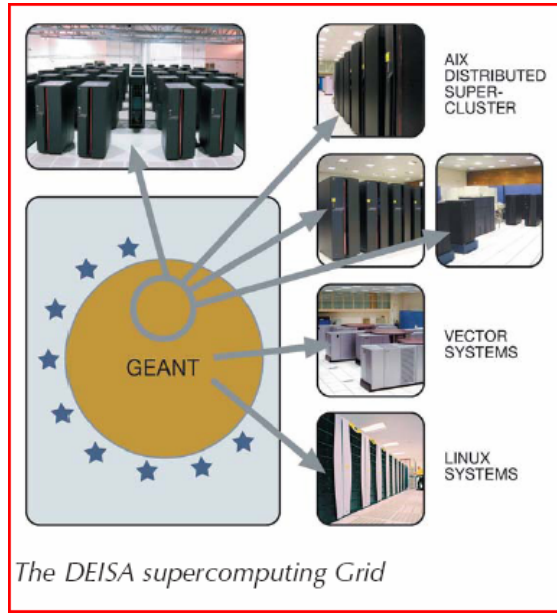 AIX
DISTRIBUTED
SUPER-
CLUSTER
GEANT
VECTOR
SYSTEMS
LINUX
SYSTEMS
The DEISA supercomputing Grid